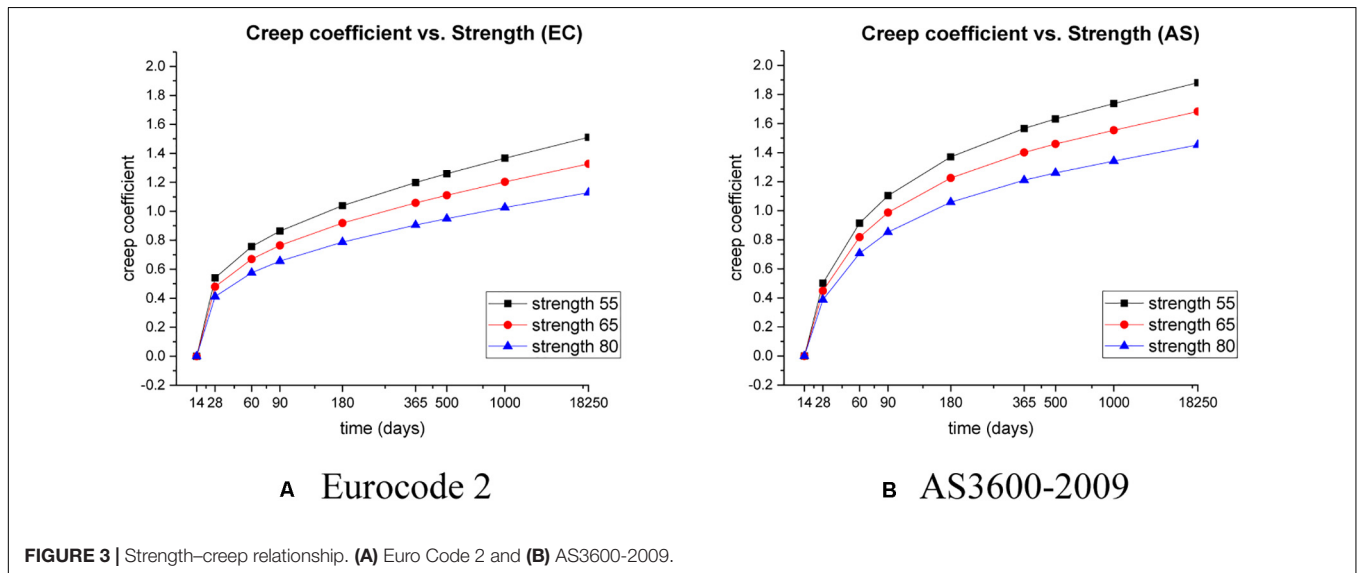 Creep coefficient vs. Strength (EC)
2.0
1.8
1.6
1.4
1.2
1.0
0.8
0.6
0.4
0.2
0.0
-0.2
creep coefficient
strength 55
strength 65
strength 80
14 28 60 90 180 365 500 1000 18250
time (days)
A Eurocode 2
Creep coefficient vs. Strength (AS)
2.0
1.8
1.6
1.4
1.2
1.0
0.8
0.6
0.4
0.2
0.0
-0.2
creep coefficient
strength 55
strength 65
strength 80
14 28 60 90 180 365 500 1000 18250
time (days)
B AS3600-2009
FIGURE 3 | Strength–creep relationship. (A) Euro Code 2 and (B) AS3600-2009.